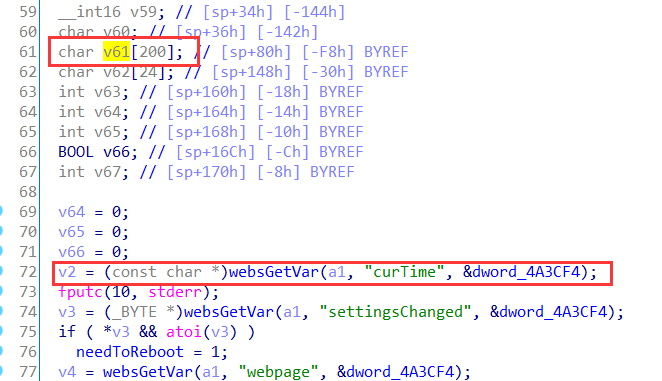 59 __int16 v59; // [sp+34h] [-144h]
60 char v60; // [sp+36h] [-142h]
61 char v61[200]; // [sp+80h] [-F8h] BYREF
62 char v62[24]; // [sp+148h] [-30h] BYREF
63 int v63; // [sp+160h] [-18h] BYREF
64 int v64; // [sp+164h] [-14h] BYREF
65 int v65; // [sp+168h] [-10h] BYREF
66 BOOL v66; // [sp+16Ch] [-Ch] BYREF
67 int v67; // [sp+170h] [-8h] BYREF
68
69 v64 = 0;
70 v65 = 0;
71 v66 = 0;
72 v2 = (const char *)websGetVar(a1, "curTime", &dword_4A3CF4);
73 fputc(10, stderr);
74 v3 = (_BYTE *)websGetVar(a1, "settingsChanged", &dword_4A3CF4);
75 if ( *v3 && atoi(v3) )
76 needToReboot = 1;
77 v4 = websGetVar(a1, "webpage", &dword_4A3CF4);